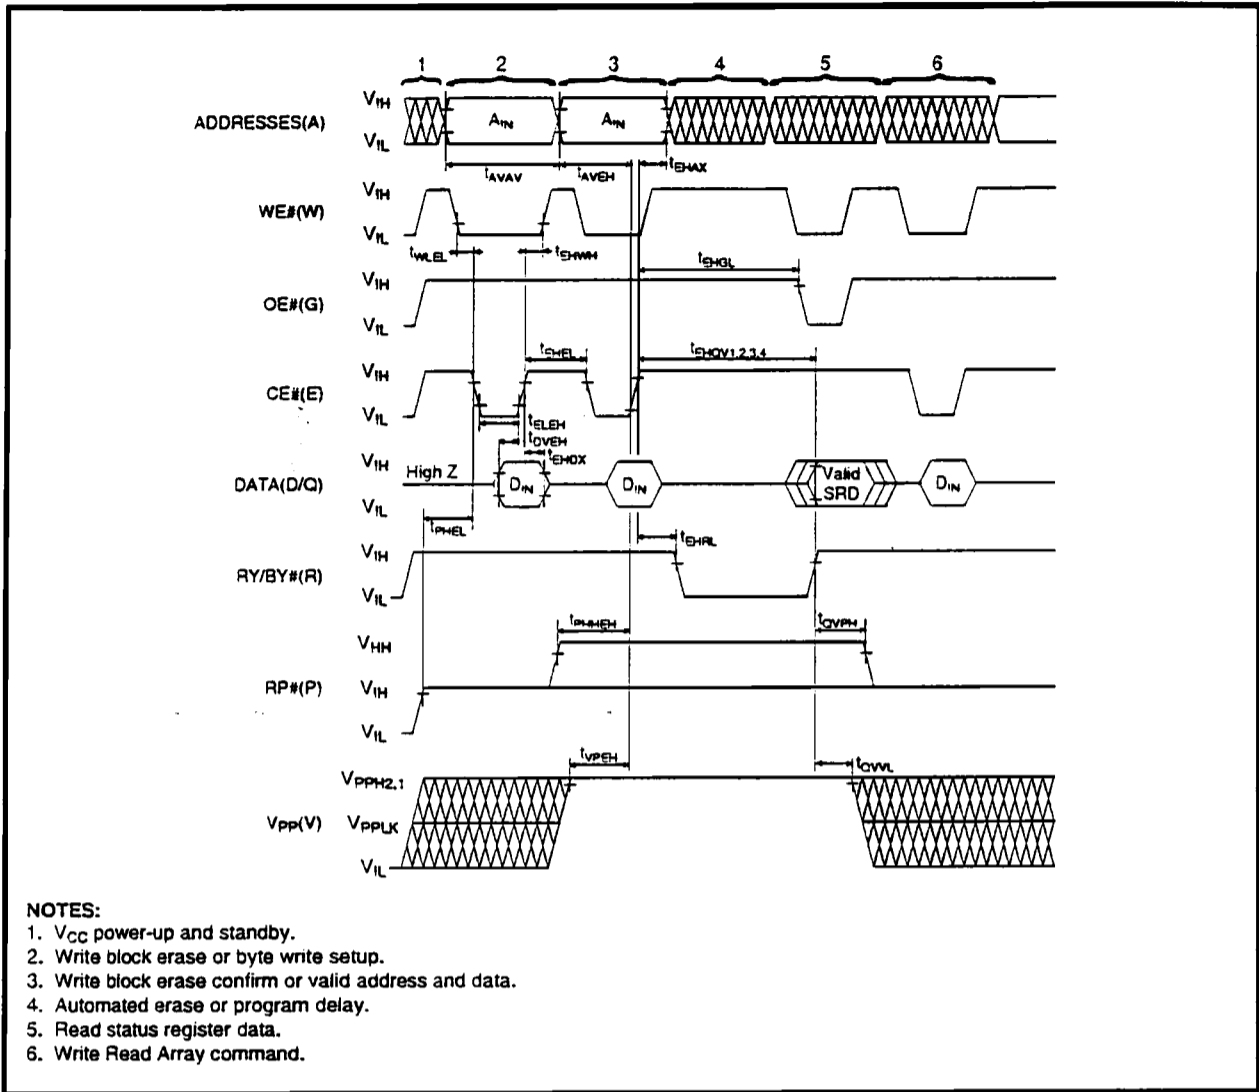 1 2 3 4 5 6
ADDRESSES(A) VIH VIL AIN AIN
tAVAV tAVEH tEHAX
WE#(W) VIH VIL
tWLEL tEHWH tEHGL
OE#(G) VIH VIL
tEHEL tEHQV1,2,3,4
CE#(E) VIH VIL
tELEH
tDVEH
tEHDX
DATA(D/Q) VIH VIL High Z DIN DIN Valid SRD DIN
tPHEL tEHRL
RY/BY#(R) VIH VIL
tPHHEH tQVPH
RP#(P) VHH VIH VIL
tVPEH tQVVL
VPP(V) VPPH2,1 VPPLK VIL
NOTES:
1. VCC power-up and standby.
2. Write block erase or byte write setup.
3. Write block erase confirm or valid address and data.
4. Automated erase or program delay.
5. Read status register data.
6. Write Read Array command.